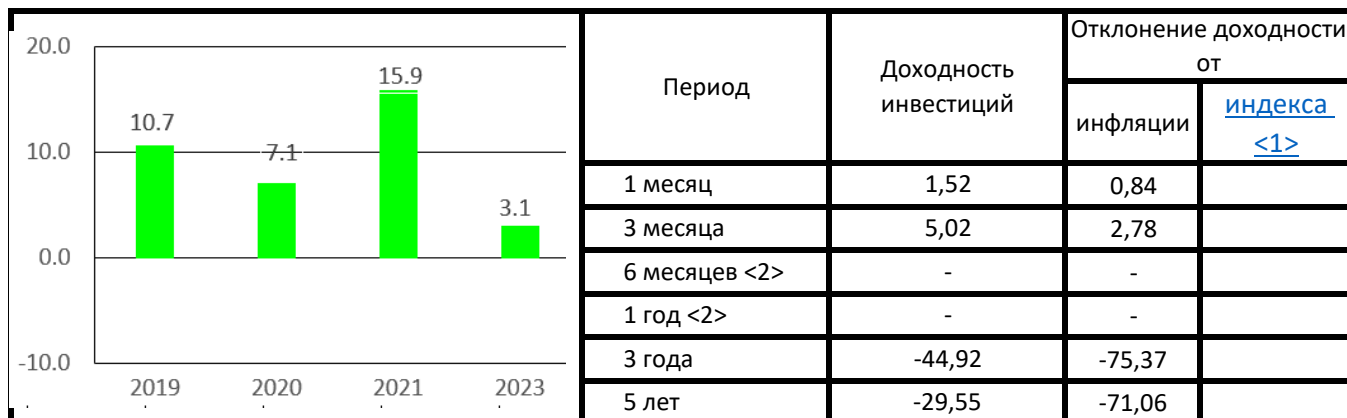 20.0
10.0
0.0
-10.0
10.7
7.1
15.9
3.1
2019 2020 2021 2023
Период
Доходность
инвестиций
Отклонение доходности
от
инфляции
индекса
<1>
1 месяц 1,52 0,84
3 месяца 5,02 2,78
6 месяцев <2> - -
1 год <2> - -
3 года -44,92 -75,37
5 лет -29,55 -71,06